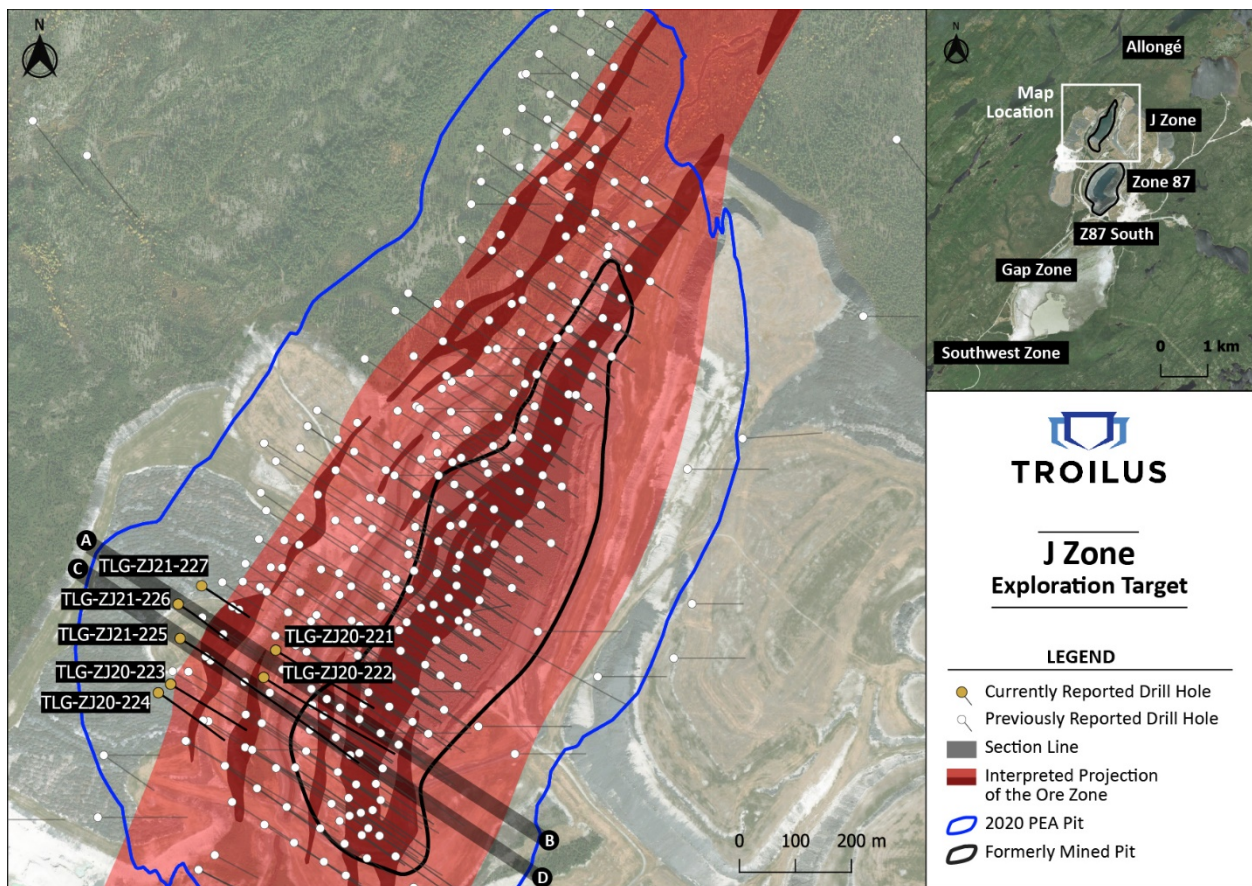 N
A
C
TLG-ZJ21-227
TLG-ZJ21-226
TLG-ZJ21-225
TLG-ZJ20-223
TLG-ZJ20-224
TLG-ZJ20-221
TLG-ZJ20-222
B
D
0 100 200 m
N
Allongé
Map
Location
J Zone
Zone 87
Z87 South
Gap Zone
Southwest Zone
0 1 km
TROILUS
J Zone
Exploration Target
LEGEND
Currently Reported Drill Hole
Previously Reported Drill Hole
Section Line
Interpreted Projection
of the Ore Zone
2020 PEA Pit
Formerly Mined Pit